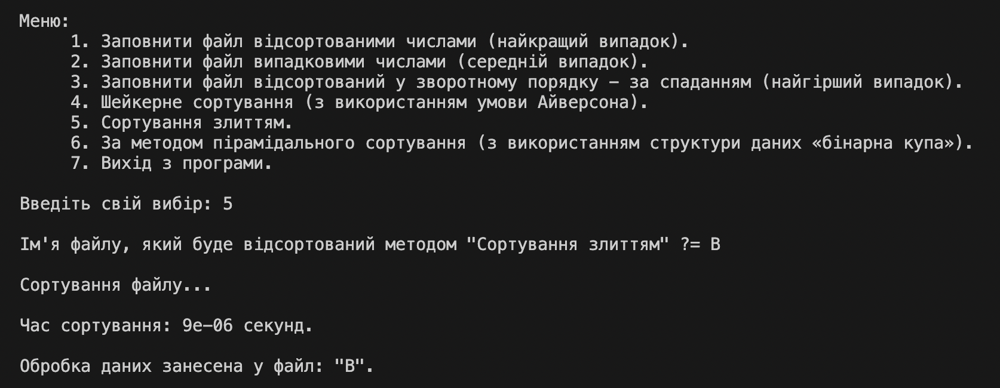 Меню:
1. Заповнити файл відсортованими числами (найкращий випадок).
2. Заповнити файл випадковими числами (середній випадок).
3. Заповнити файл відсортований у зворотному порядку – за спаданням (найгірший випадок).
4. Шейкерне сортування (з використанням умови Айверсона).
5. Сортування злиттям.
6. За методом пірамідального сортування (з використанням структури даних «бінарна купа»).
7. Вихід з програми.
Введіть свій вибір: 5
Ім'я файлу, який буде відсортований методом "Сортування злиттям" ?= B
Сортування файлу...
Час сортування: 9e-06 секунд.
Обробка даних занесена у файл: "B".